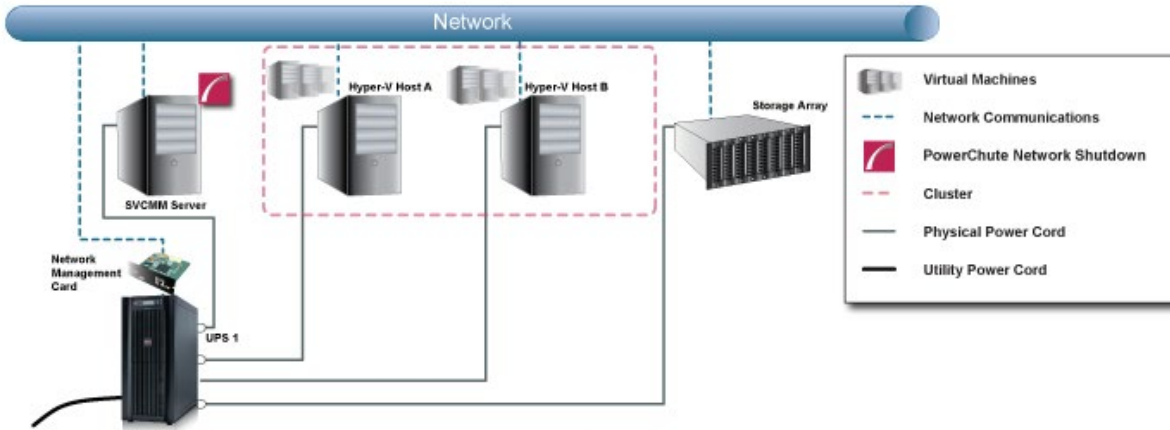 Network
Hyper-V Host A
Hyper-V Host B
Storage Array
SVCMM Server
Network
Management
Card
UPS 1
Virtual Machines
Network Communications
PowerChute Network Shutdown
Cluster
Physical Power Cord
Utility Power Cord